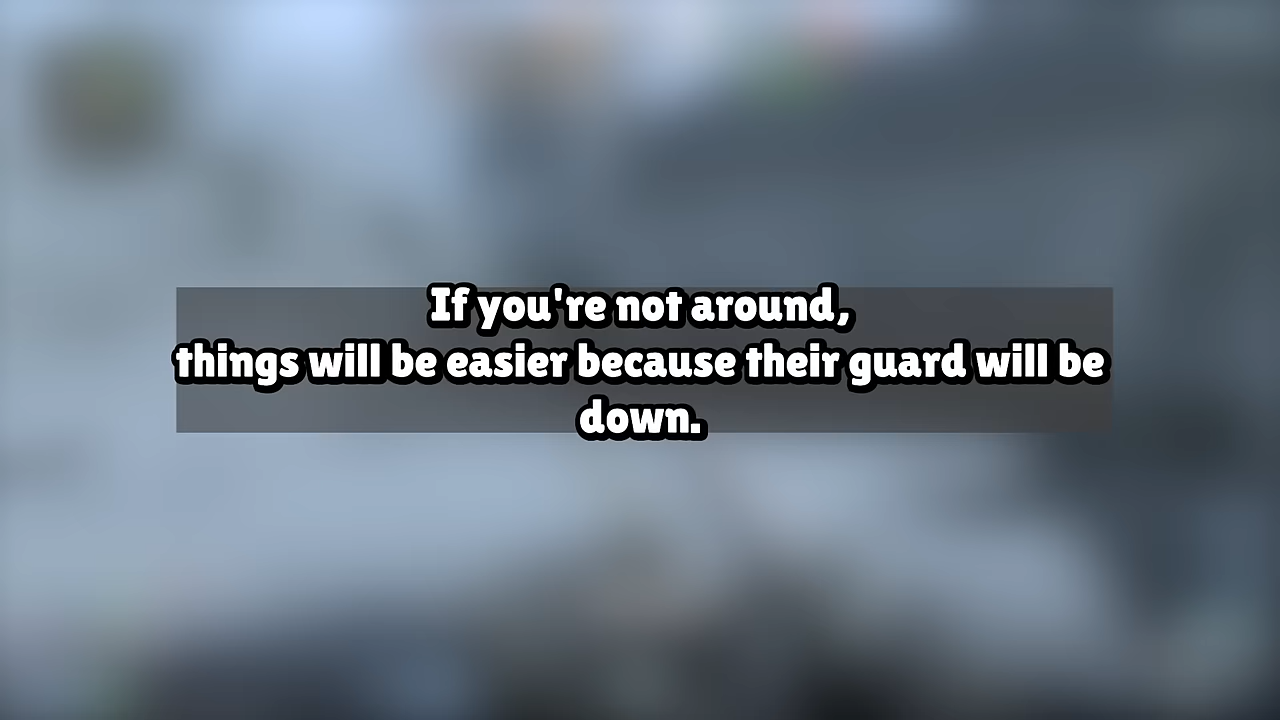 If you're not around,
things will be easier because their guard will be
down.